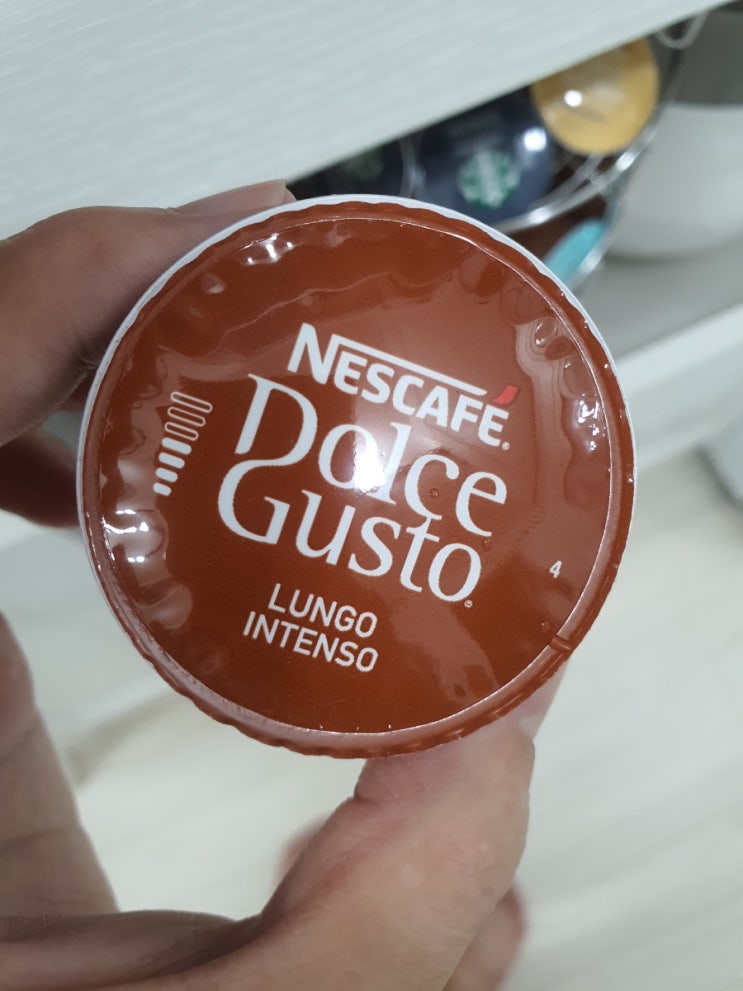 NESCAFÉ®
Dolce
Gusto®
4
LUNGO
INTENSO